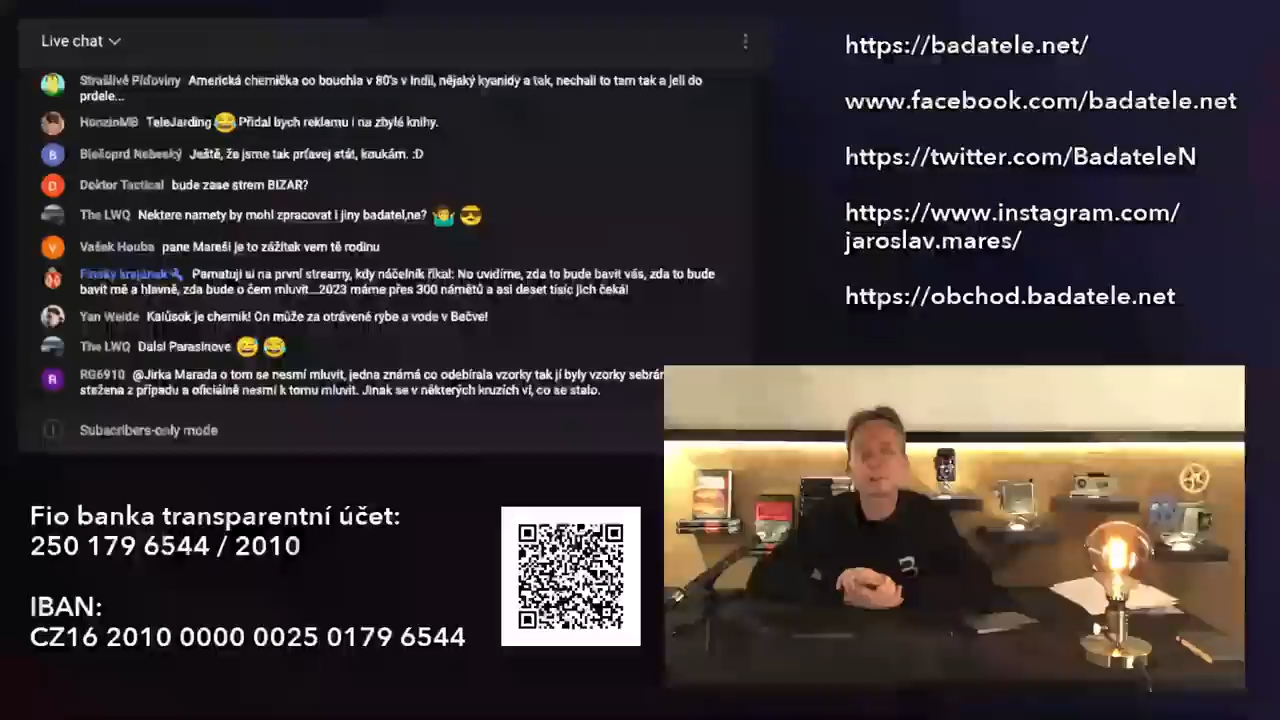 Live chat
Strašlivé Píďoviny Americká chemička co bouchla v 80's v Indii, nějaký kyanidy a tak, nechali to tam tak a jeli do
prdele...
HonzinMB TeleJarding 😂 Přidal bych reklamu i na zbylé knihy.
B
Nebeský Ještě, že jsme tak prťavej stát, koukám. :D
D
Doktor Tactical bude zase strem BIZAR?
The LWQ Nektere namety by mohl zpracovat i jiny badatel,ne? 🤷‍♂️ 😎
V
Vašek Houba pane Mareši je to zážitek vem tě rodinu
Finský krajánek Pamatuji si na první streamy, kdy náčelník říkal: No uvidíme, zda to bude bavit vás, zda to bude
bavit mě a hlavně, zda bude o čem mluvit...2023 máme přes 300 námětů a asi deset tisíc jich čeká!
Yan Weide Kalúsok je chemik! On může za otrávené rybe a vode v Bečve!
The LWQ Dalsi Parasinove 😅 😂
R
RG6910 @Jirka Marada o tom se nesmí mluvit, jedna známá co odebírala vzorky tak jí byly vzorky sebrán
stežena z případu a oficiálně nesmí k tomu mluvit. Jinak se v některých kruzích ví, co se stalo.
Subscribers-only mode
https://badatele.net/
www.facebook.com/badatele.net
https://twitter.com/BadateleN
https://www.instagram.com/
jaroslav.mares/
https://obchod.badatele.net
Fio banka transparentní účet:
250 179 6544 / 2010
IBAN:
CZ16 2010 0000 0025 0179 6544